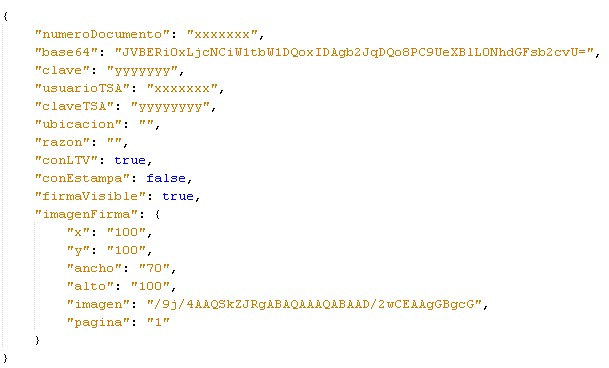 {
"numeroDocumento": "xxxxxxx",
"base64": "JVBERi0xLjcNCiW1tbW1DQoxIDAgb2JqDQo8PC9UeXBlL0NhdGFsb2cvU=",
"clave": "yyyyyyy",
"usuarioTSA": "xxxxxxx",
"claveTSA": "yyyyyyyy",
"ubicacion": "",
"razon": "",
"conLTV": true,
"conEstampa": false,
"firmaVisible": true,
"imagenFirma": {
"x": "100",
"y": "100",
"ancho": "70",
"alto": "100",
"imagen": "/9j/4AAQSkZJRgABAQAAAQABAAD/2wCEAAgGBgcG",
"pagina": "1"
}
}